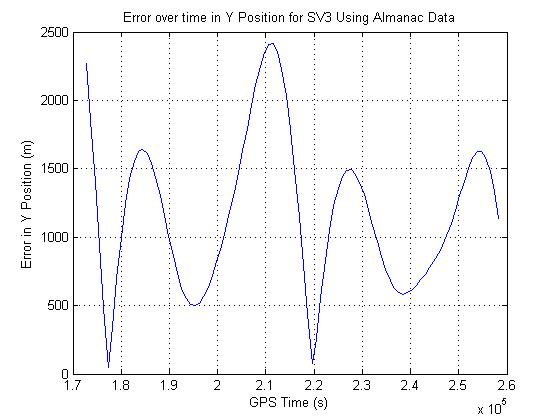 Error over time in Y Position for SV3 Using Almanac Data
Error in Y Position (m)
2500
2000
1500
1000
500
0
1.7 1.8 1.9 2 2.1 2.2 2.3 2.4 2.5 2.6
GPS Time (s)
x 10^5